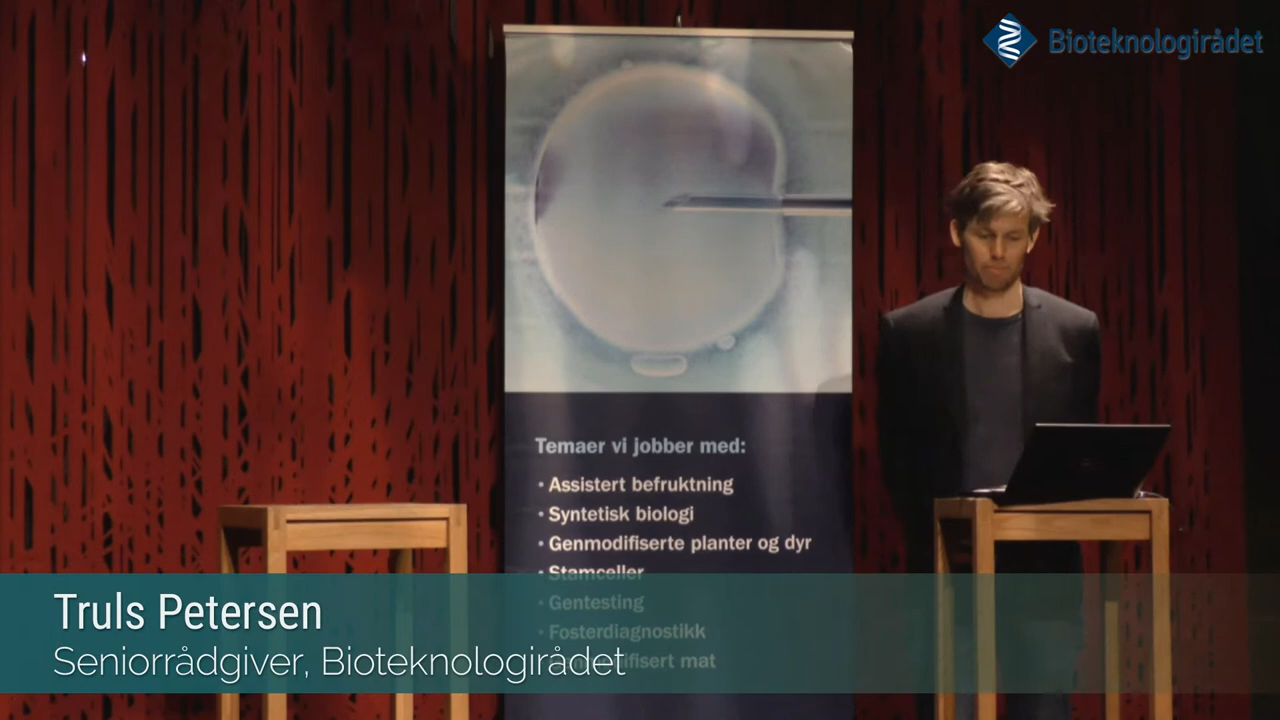 Bioteknologirådet
Temaer vi jobber med:
• Assistert befruktning
• Syntetisk biologi
• Genmodifiserte planter og dyr
• Stamceller
• Gentesting
• Fosterdiagnostikk
mat
Truls Petersen
Seniorrådgiver, Bioteknologirådet